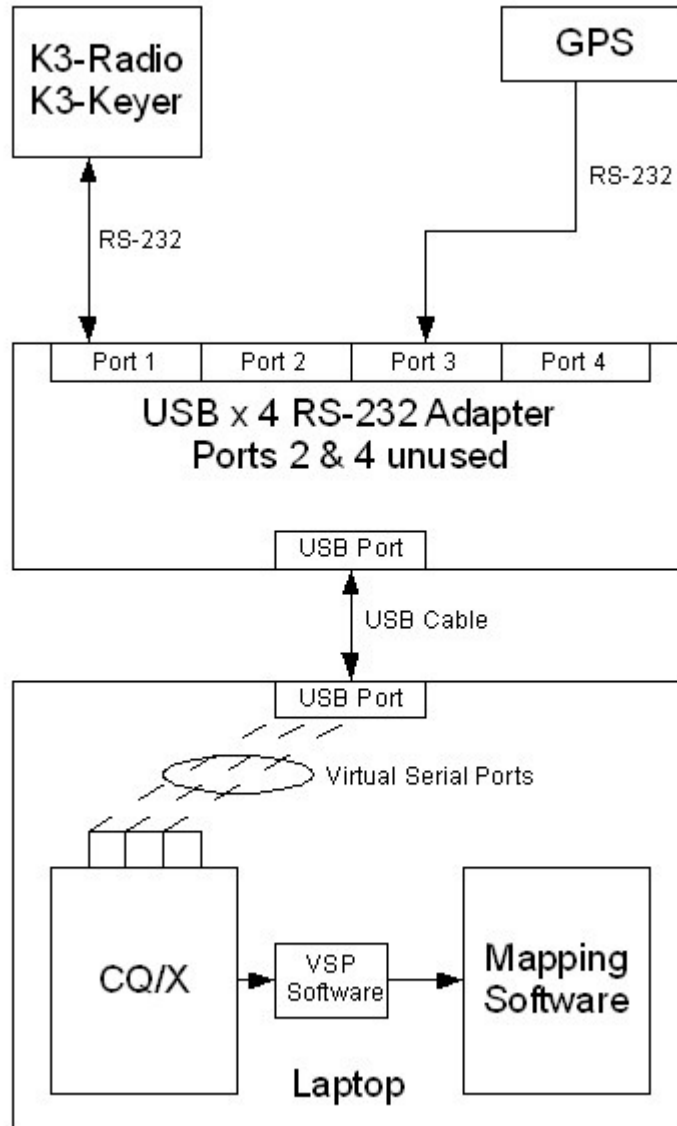 K3-Radio
K3-Keyer
GPS
RS-232
RS-232
Port 1
Port 2
Port 3
Port 4
USB x 4 RS-232 Adapter
Ports 2 & 4 unused
USB Port
USB Cable
USB Port
Virtual Serial Ports
CQ/X
VSP
Software
Mapping
Software
Laptop